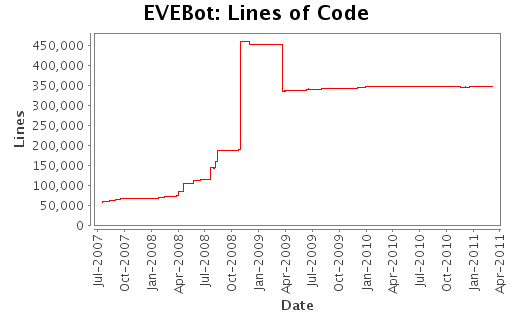 EVEBot: Lines of Code
Lines
450,000
400,000
350,000
300,000
250,000
200,000
150,000
100,000
50,000
0
Jul-2007
Oct-2007
Jan-2008
Apr-2008
Jul-2008
Oct-2008
Jan-2009
Apr-2009
Jul-2009
Oct-2009
Jan-2010
Apr-2010
Jul-2010
Oct-2010
Jan-2011
Apr-2011
Date